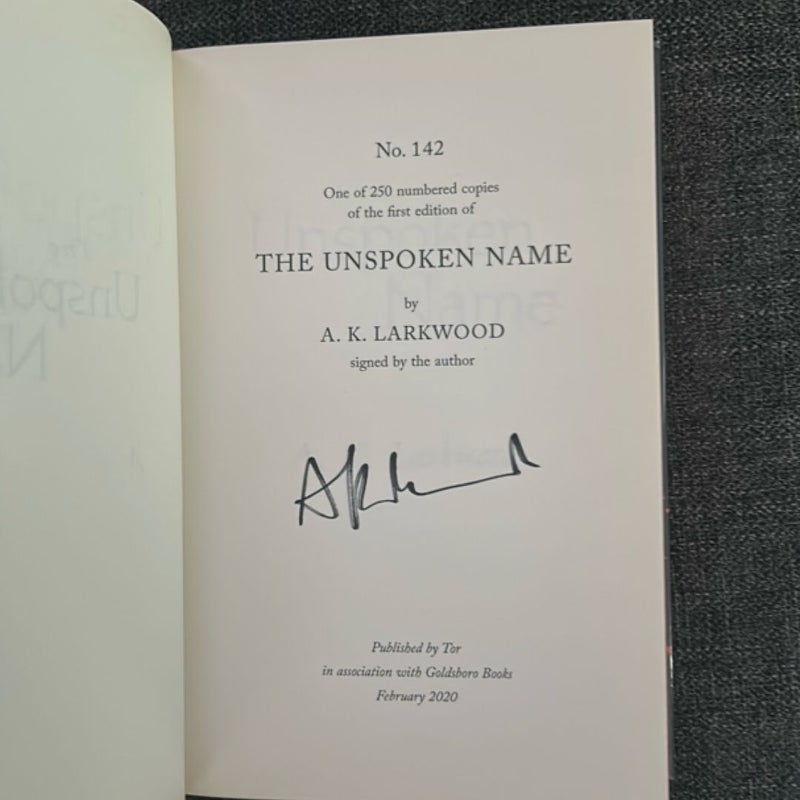 No. 142
One of 250 numbered copies
of the first edition of
THE UNSPOKEN NAME
by
A. K. LARKWOOD
signed by the author
Published by Tor
in association with Goldsboro Books
February 2020